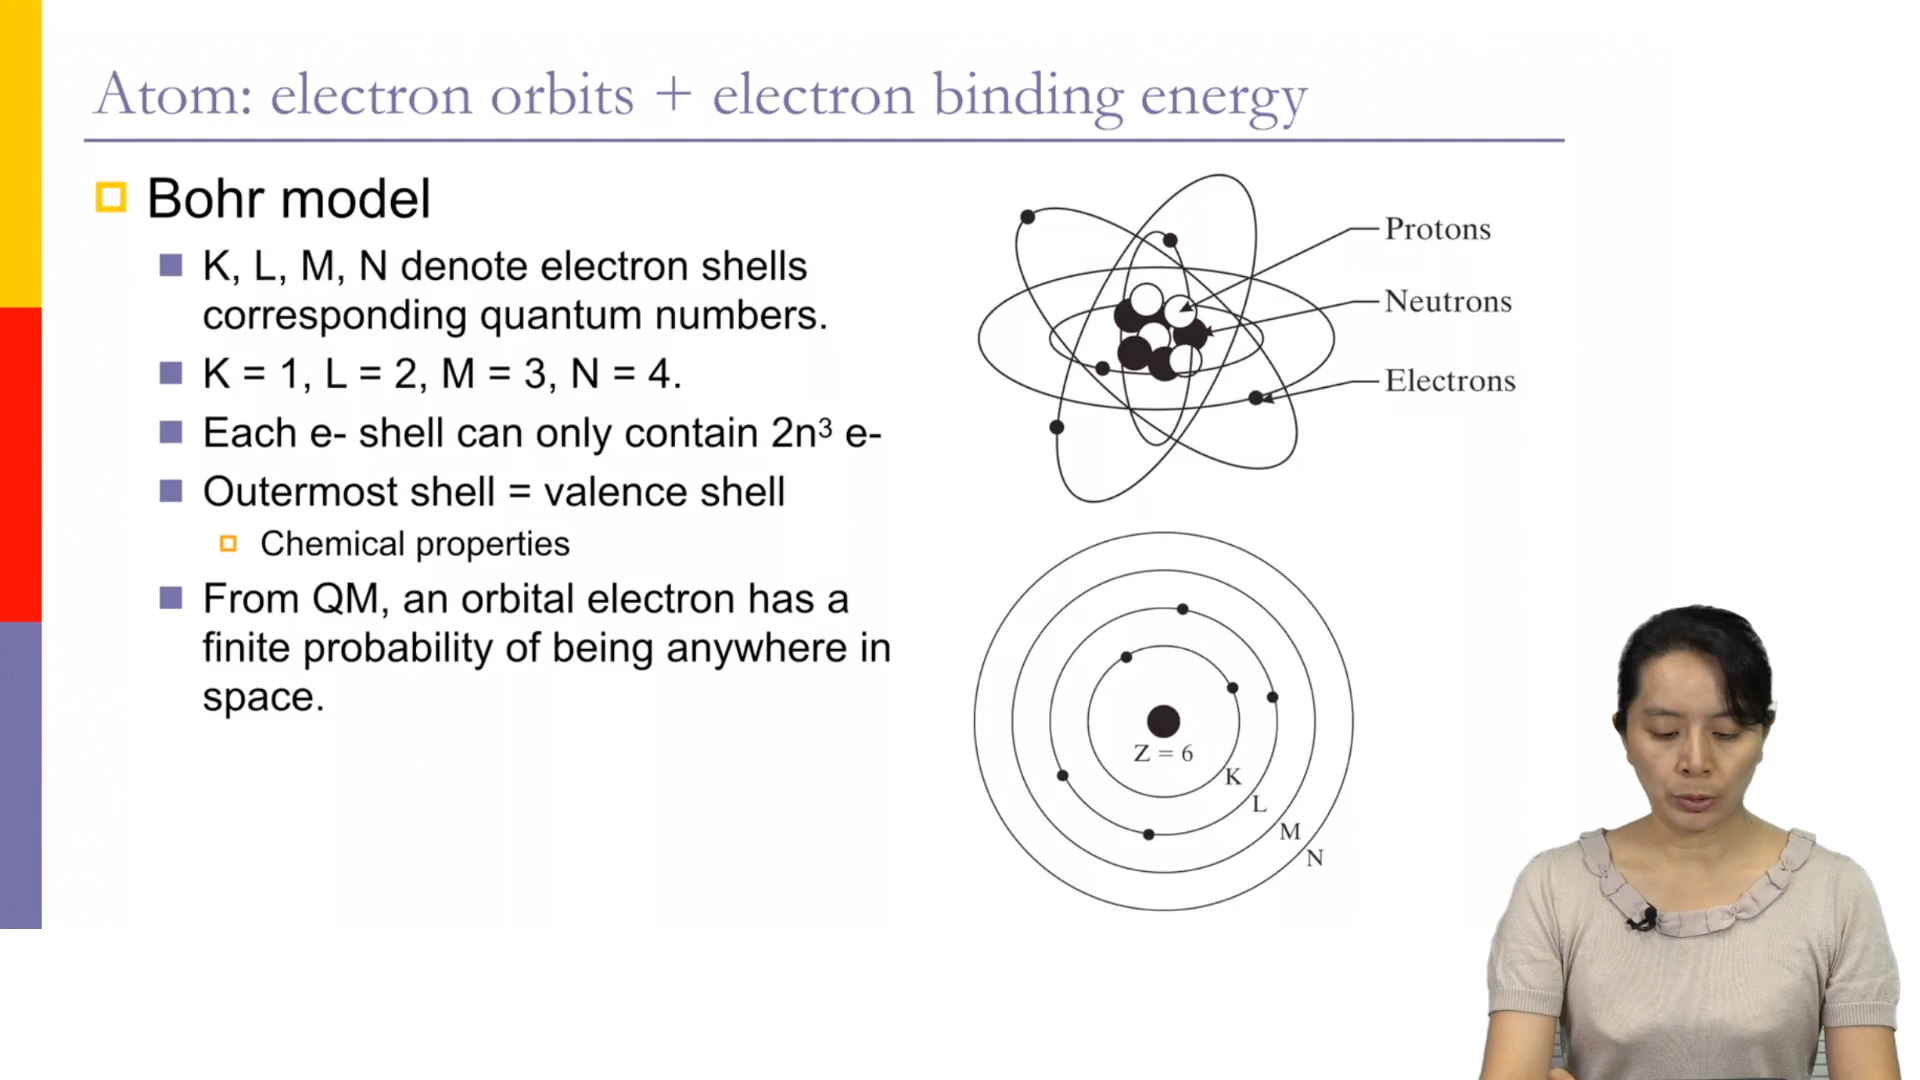 Atom: electron orbits + electron binding energy
Bohr model
K, L, M, N denote electron shells
corresponding quantum numbers.
K = 1, L = 2, M = 3, N = 4.
Each e- shell can only contain 2n³ e-
Outermost shell = valence shell
Chemical properties
From QM, an orbital electron has a
finite probability of being anywhere in
space.
Protons
Neutrons
Electrons
Z = 6
K
L
M
N